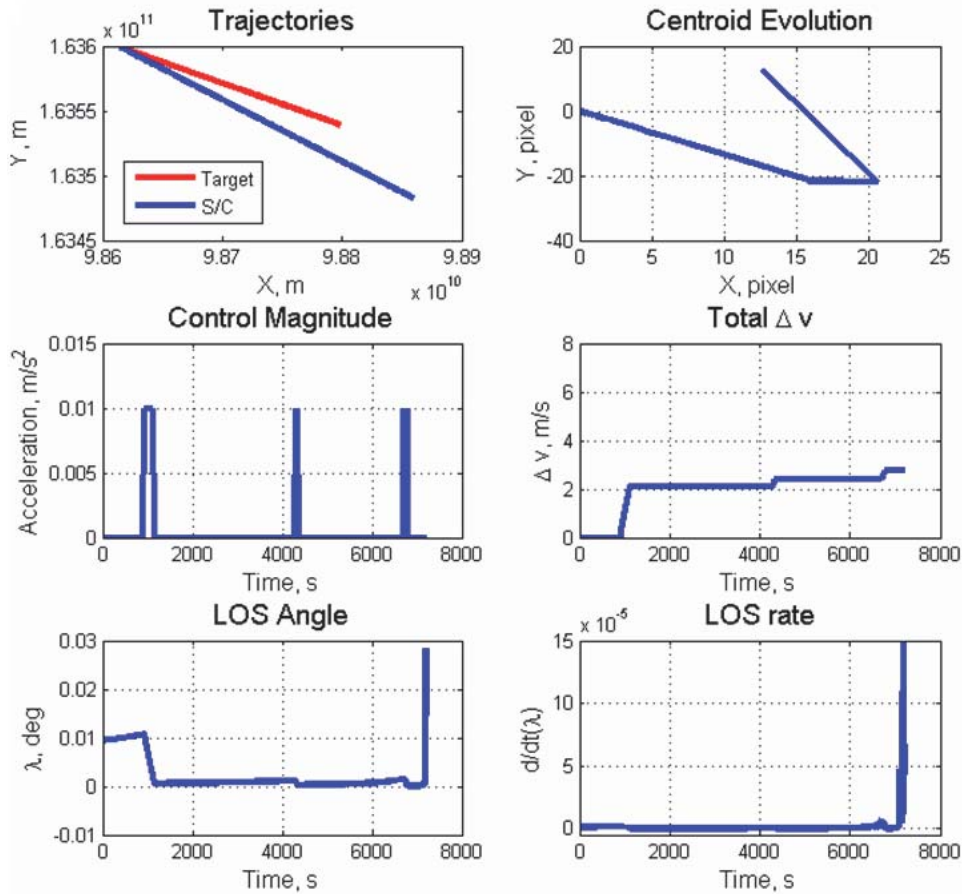 Trajectories
x 10^11
1.636
1.6355
1.635
1.6345
Y, m
Target
S/C
9.86 9.87 9.88 9.89
X, m
x 10^10
Centroid Evolution
20
0
-20
-40
Y, pixel
0 5 10 15 20 25
X, pixel
Control Magnitude
0.015
0.01
0.005
0
Acceleration, m/s^2
0 2000 4000 6000 8000
Time, s
Total Δ v
8
6
4
2
0
Δ v, m/s
0 2000 4000 6000 8000
Time, s
LOS Angle
0.03
0.02
0.01
0
-0.01
λ, deg
0 2000 4000 6000 8000
Time, s
LOS rate
x 10^-5
15
10
5
0
d/dt(λ)
0 2000 4000 6000 8000
Time, s